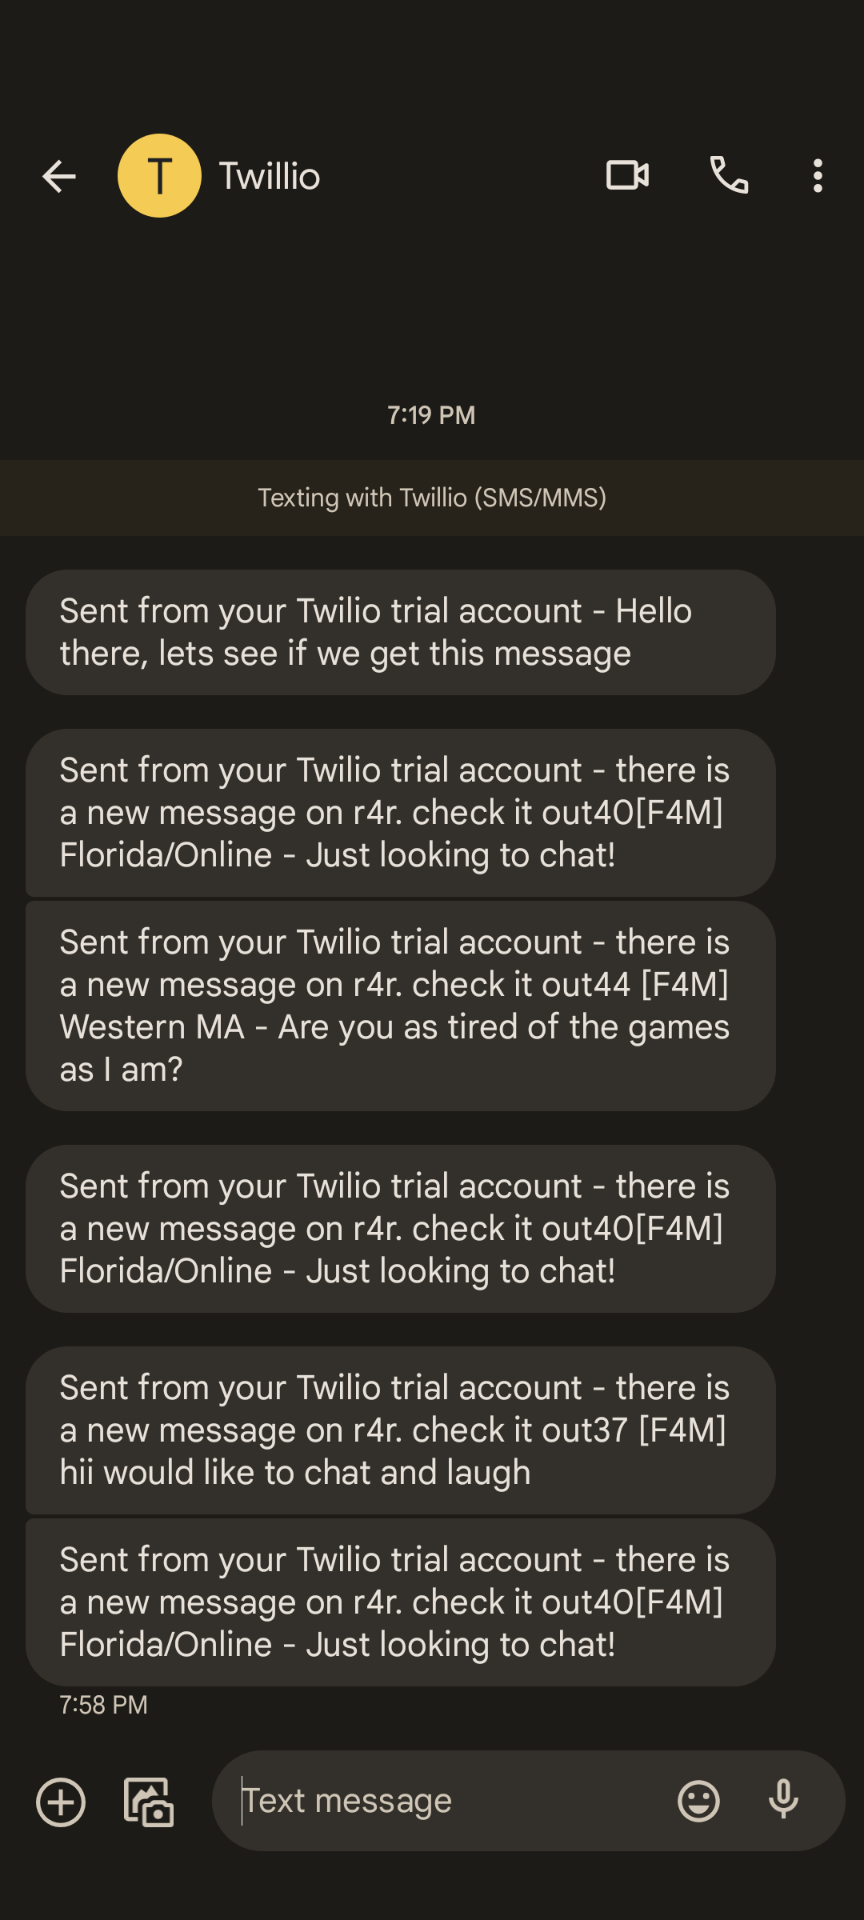 T
Twillio
7:19 PM
Texting with Twillio (SMS/MMS)
Sent from your Twilio trial account - Hello
there, lets see if we get this message
Sent from your Twilio trial account - there is
a new message on r4r. check it out40[F4M]
Florida/Online - Just looking to chat!
Sent from your Twilio trial account - there is
a new message on r4r. check it out44 [F4M]
Western MA - Are you as tired of the games
as I am?
Sent from your Twilio trial account - there is
a new message on r4r. check it out40[F4M]
Florida/Online - Just looking to chat!
Sent from your Twilio trial account - there is
a new message on r4r. check it out37 [F4M]
hii would like to chat and laugh
Sent from your Twilio trial account - there is
a new message on r4r. check it out40[F4M]
Florida/Online - Just looking to chat!
7:58 PM
Text message